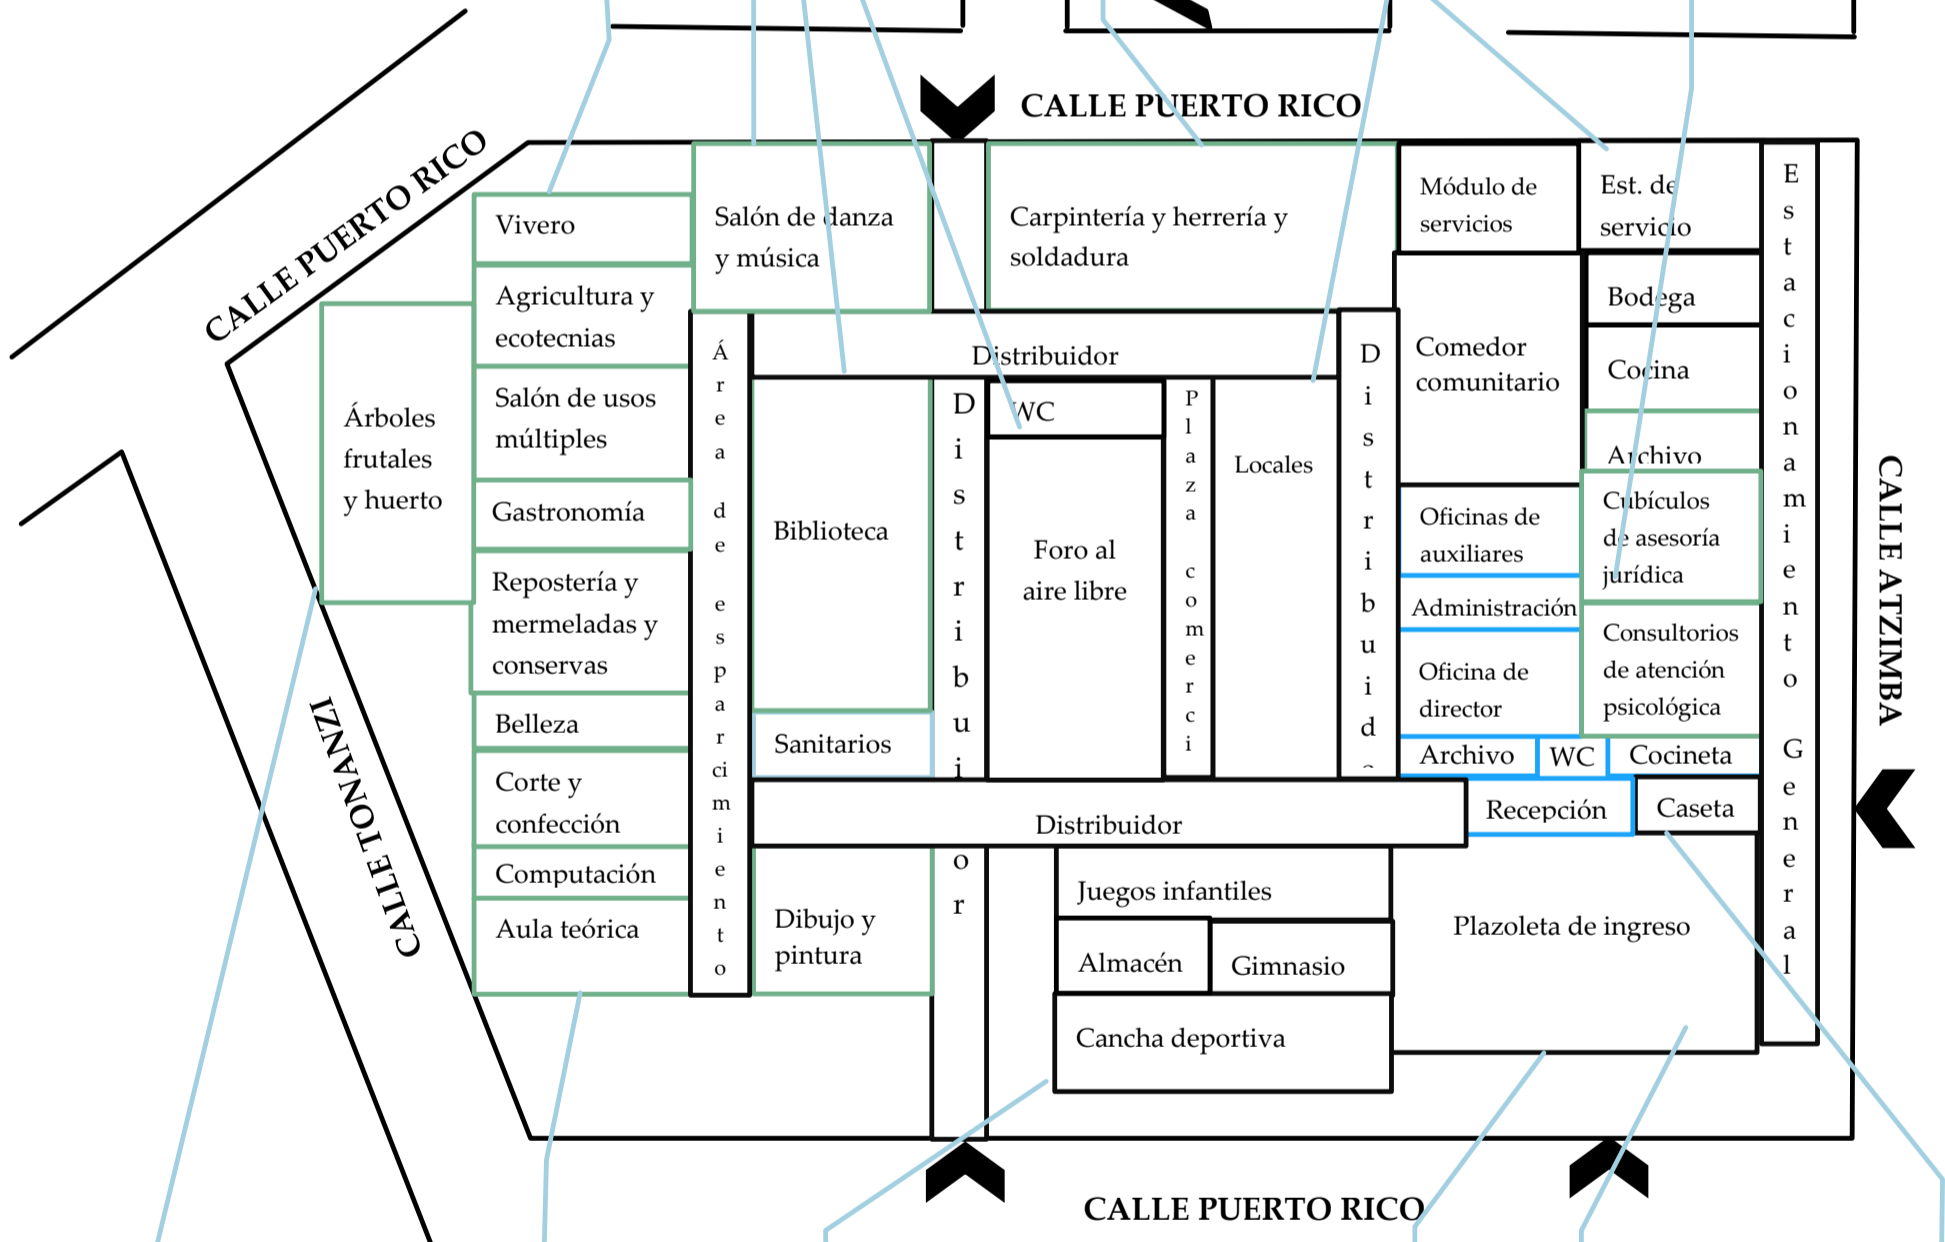 CALLE PUERTO RICO
CALLE PUERTO RICO
Vivero
Agricultura y
ecotecnias
Salón de usos
múltiples
Gastronomía
Repostería y
mermeladas y
conservas
Belleza
Corte y
confección
Computación
Aula teórica
Árboles
frutales
y huerto
CALLE TONANZI
Área de esparcimiento
Salón de danza
y música
Carpintería y herrería y
soldadura
Módulo de
servicios
Est. de
servicio
Estacionamiento General
Distribuidor
Biblioteca
Sanitarios
Distribuidor
WC
Foro al
aire libre
Plaza comerci
Locales
Distribuido
Comedor
comunitario
Bodega
Cocina
Archivo
Oficinas de
auxiliares
Administración
Oficina de
director
Cubículos
de asesoría
jurídica
Consultorios
de atención
psicológica
Archivo
WC
Cocineta
Recepción
Caseta
Distribuidor
Dibujo y
pintura
Juegos infantiles
Almacén
Gimnasio
Cancha deportiva
Plazoleta de ingreso
CALLE ATZIMBA
CALLE PUERTO RICO